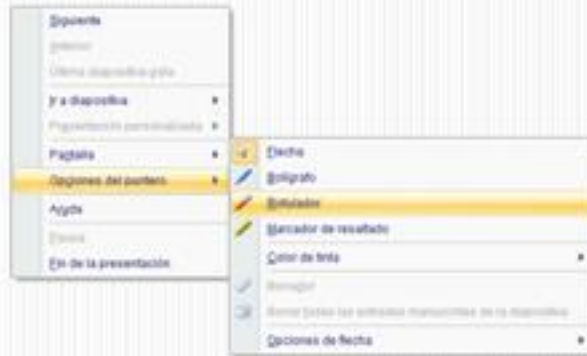 Siguiente
Anterior
Última diapositiva vista
Ir a diapositiva
Presentación personalizada
Pantalla
Opciones del puntero
Ayuda
Pausa
Fin de la presentación
Flecha
Bolígrafo
Rotulador
Marcador de resaltado
Color de tinta
Borrador
Borrar todas las entradas manuscritas de la diapositiva
Opciones de flecha